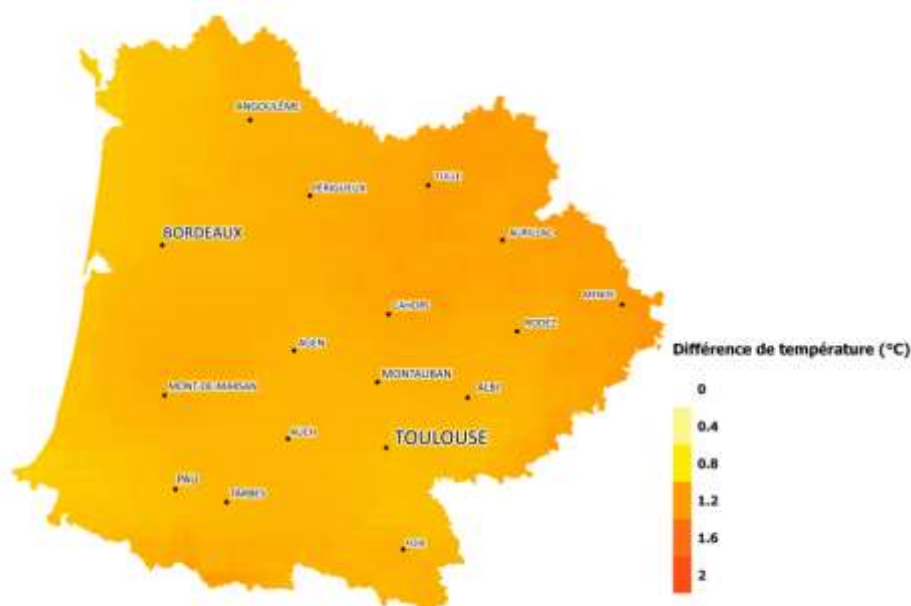 ANGOULÊME
TULLE
PÉRIGUEUX
BORDEAUX
AURILLAC
MENDE
CAHORS
RODEZ
AGEN
Différence de température (°C)
MONTAUBAN
MONT-DE-MARSAN
ALBI
0
0.4
AUCH
TOULOUSE
0.8
PAU
TARBES
1.2
1.6
FOIX
2